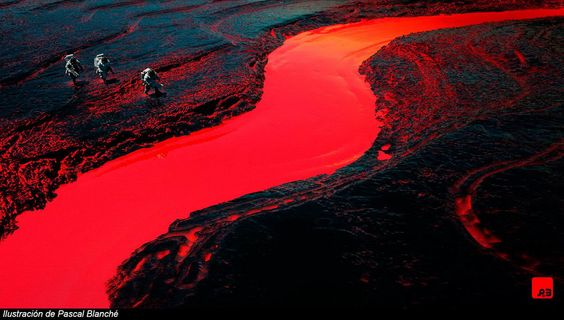 Ilustración de Pascal Blanché